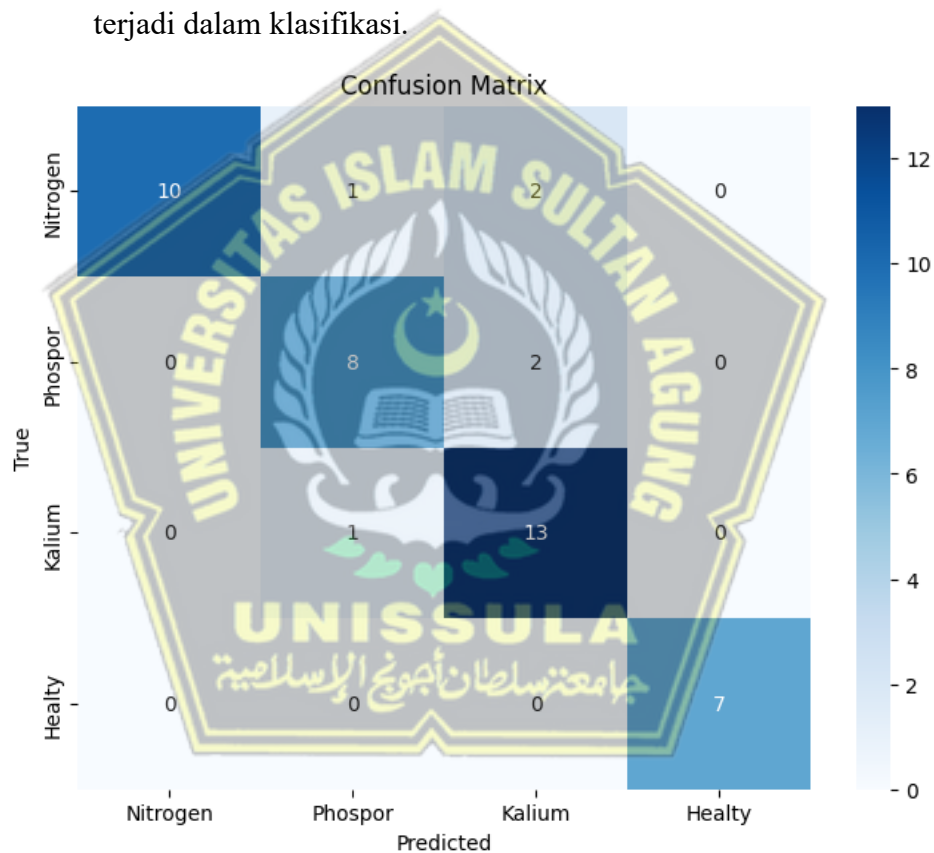 terjadi dalam klasifikasi.
Confusion Matrix
UNIVERSITAS ISLAM SULTAN AGUNG
True
Nitrogen 10 1 2 0
Phospor 0 8 2 0
Kalium 0 1 13 0
Healty 0 0 0 7
Nitrogen Phospor Kalium Healty
Predicted
12
10
8
6
4
2
0
UNISSULA
جامعة سلطان أجونج الإسلامية